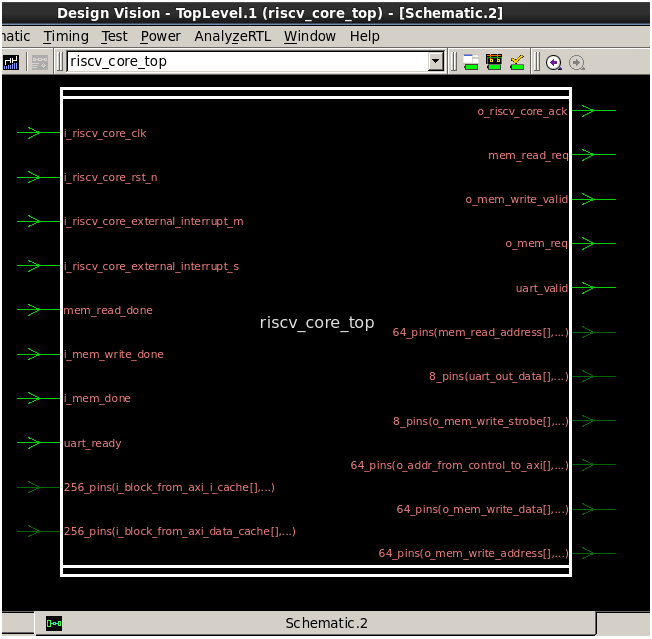 Design Vision - TopLevel.1 (riscv_core_top) - [Schematic.2]
matic Timing Test Power AnalyzeRTL Window Help
riscv_core_top
o_riscv_core_ack
i_riscv_core_clk
mem_read_req
i_riscv_core_rst_n
o_mem_write_valid
i_riscv_core_external_interrupt_m
o_mem_req
i_riscv_core_external_interrupt_s
uart_valid
mem_read_done
riscv_core_top
64_pins(mem_read_address[],...)
i_mem_write_done
8_pins(uart_out_data[],...)
i_mem_done
8_pins(o_mem_write_strobe[],...)
uart_ready
64_pins(o_addr_from_control_to_axi[],...)
256_pins(i_block_from_axi_i_cache[],...)
64_pins(o_mem_write_data[],...)
256_pins(i_block_from_axi_data_cache[],...)
64_pins(o_mem_write_address[],...)
Schematic.2